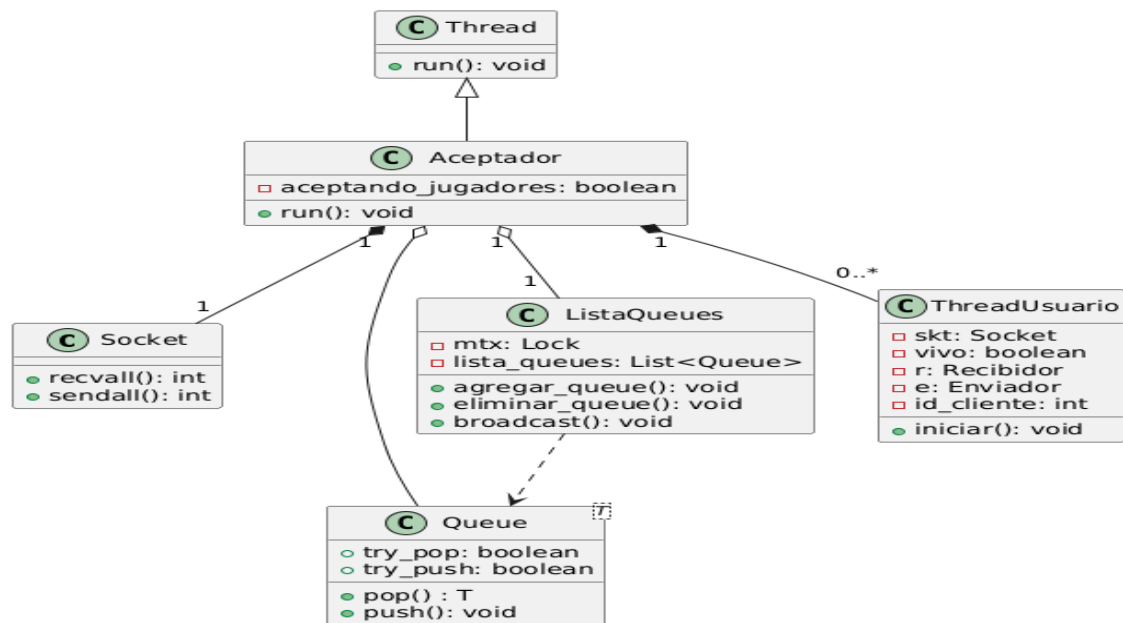 C Thread
run(): void
C Aceptador
aceptando_jugadores: boolean
run(): void
1
1
1
1
1
0..*
C Socket
recvall(): int
sendall(): int
C ListaQueues
mtx: Lock
lista_queues: List<Queue>
agregar_queue(): void
eliminar_queue(): void
broadcast(): void
C ThreadUsuario
skt: Socket
vivo: boolean
r: Recibidor
e: Enviador
id_cliente: int
iniciar(): void
C Queue
T
try_pop: boolean
try_push: boolean
pop() : T
push(): void